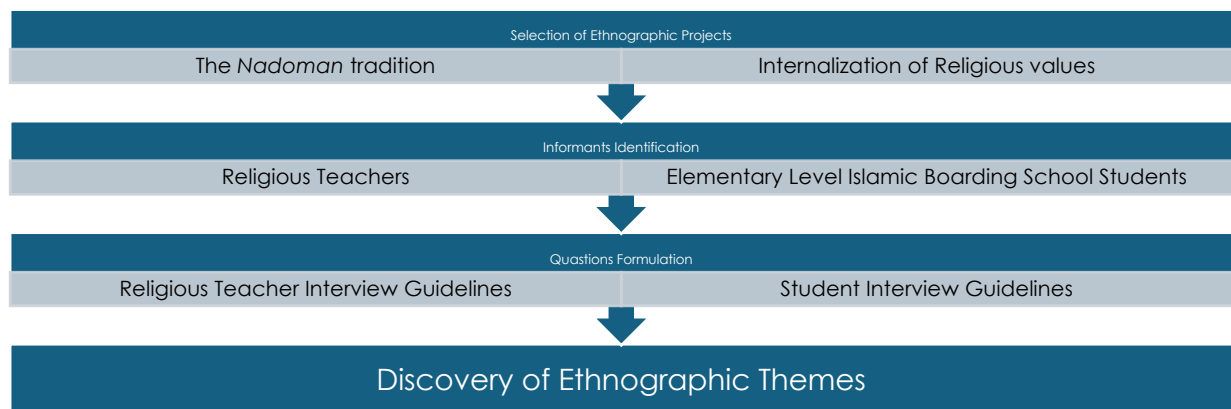 Selection of Ethnographic Projects
The Nadoman tradition
Internalization of Religious values
Informants Identification
Religious Teachers
Elementary Level Islamic Boarding School Students
Quastions Formulation
Religious Teacher Interview Guidelines
Student Interview Guidelines
Discovery of Ethnographic Themes